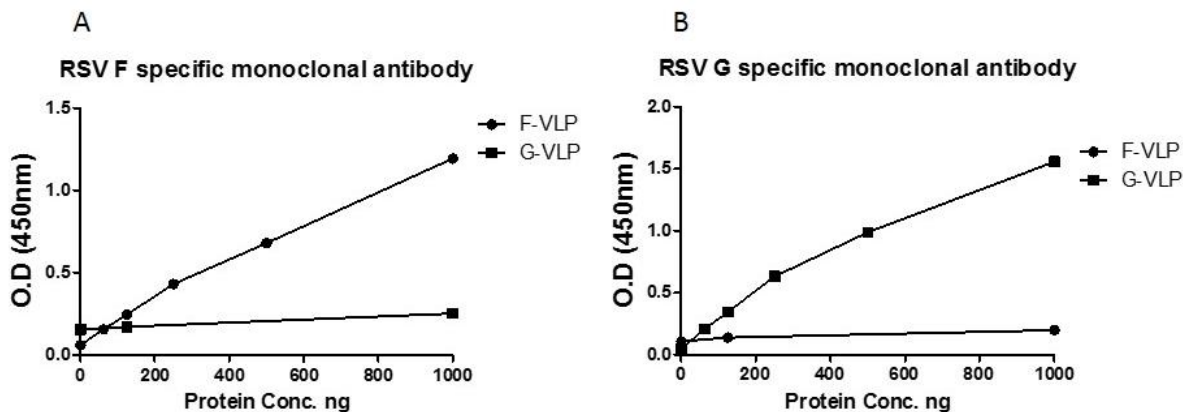 A
RSV F specific monoclonal antibody
1.5
1.0
0.5
0.0
O.D (450nm)
0
200
400
600
800
1000
Protein Conc. ng
F-VLP
G-VLP
B
RSV G specific monoclonal antibody
2.0
1.5
1.0
0.5
0.0
O.D (450nm)
0
200
400
600
800
1000
Protein Conc. ng
F-VLP
G-VLP